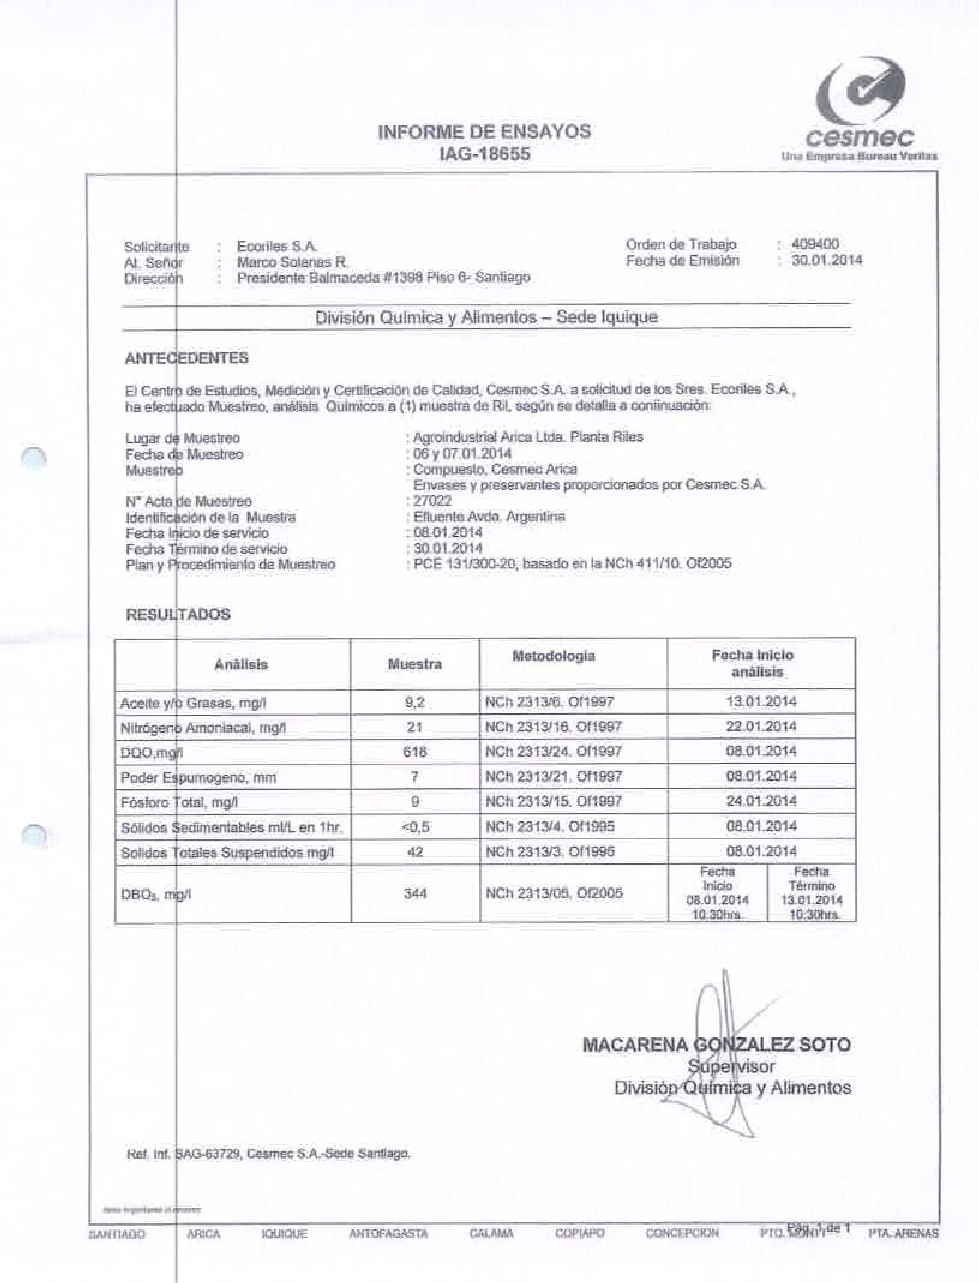 cesmec
Una Empresa Bureau Veritas
INFORME DE ENSAYOS
IAG-18655
Solicitante : Ecoriles S.A.
At. Señor : Marco Solanas R.
Dirección : Presidente Balmaceda #1398 Piso 6- Santiago
Orden de Trabajo : 409400
Fecha de Emisión : 30.01.2014
División Química y Alimentos – Sede Iquique
ANTECEDENTES
El Centro de Estudios, Medición y Certificación de Calidad, Cesmec S.A. a solicitud de los Sres. Ecoriles S.A.,
ha efectuado Muestreo, análisis Químicos a (1) muestra de RIL según se detalla a continuación:
Lugar de Muestreo : Agroindustrial Arica Ltda. Planta Riles
Fecha de Muestreo : 06 y 07.01.2014
Muestreo : Compuesto, Cesmec Arica
Envases y preservantes proporcionados por Cesmec S.A.
N° Acta de Muestreo : 27022
Identificación de la Muestra : Efluente Avda. Argentina
Fecha Inicio de servicio : 08.01.2014
Fecha Término de servicio : 30.01.2014
Plan y Procedimiento de Muestreo : PCE 131/300-20, basado en la NCh 411/10. Of2005
RESULTADOS
Análisis Muestra Metodología Fecha Inicio
análisis
Aceite y/o Grasas, mg/l 9,2 NCh 2313/6. Of1997 13.01.2014
Nitrógeno Amoniacal, mg/l 21 NCh 2313/16. Of1997 22.01.2014
DQO,mg/l 616 NCh 2313/24. Of1997 08.01.2014
Poder Espumogeno, mm 7 NCh 2313/21. Of1997 08.01.2014
Fósforo Total, mg/l 9 NCh 2313/15. Of1997 24.01.2014
Sólidos Sedimentables ml/L en 1hr. <0,5 NCh 2313/4. Of1995 08.01.2014
Solidos Totales Suspendidos mg/l 42 NCh 2313/3. Of1995 08.01.2014
DBO₅, mg/l 344 NCh 2313/05. Of2005
Fecha
Inicio
08.01.2014
10:30hrs.
Fecha
Término
13.01.2014
10:30hrs.
MACARENA GONZALEZ SOTO
Supervisor
División Química y Alimentos
Ref. Inf. SAG-63729, Cesmec S.A.-Sede Santiago.
Nota importante al reverso
Pág. 1 de 1
SANTIAGO ARICA IQUIQUE ANTOFAGASTA CALAMA COPIAPO CONCEPCION PTO. MONTT PTA. ARENAS